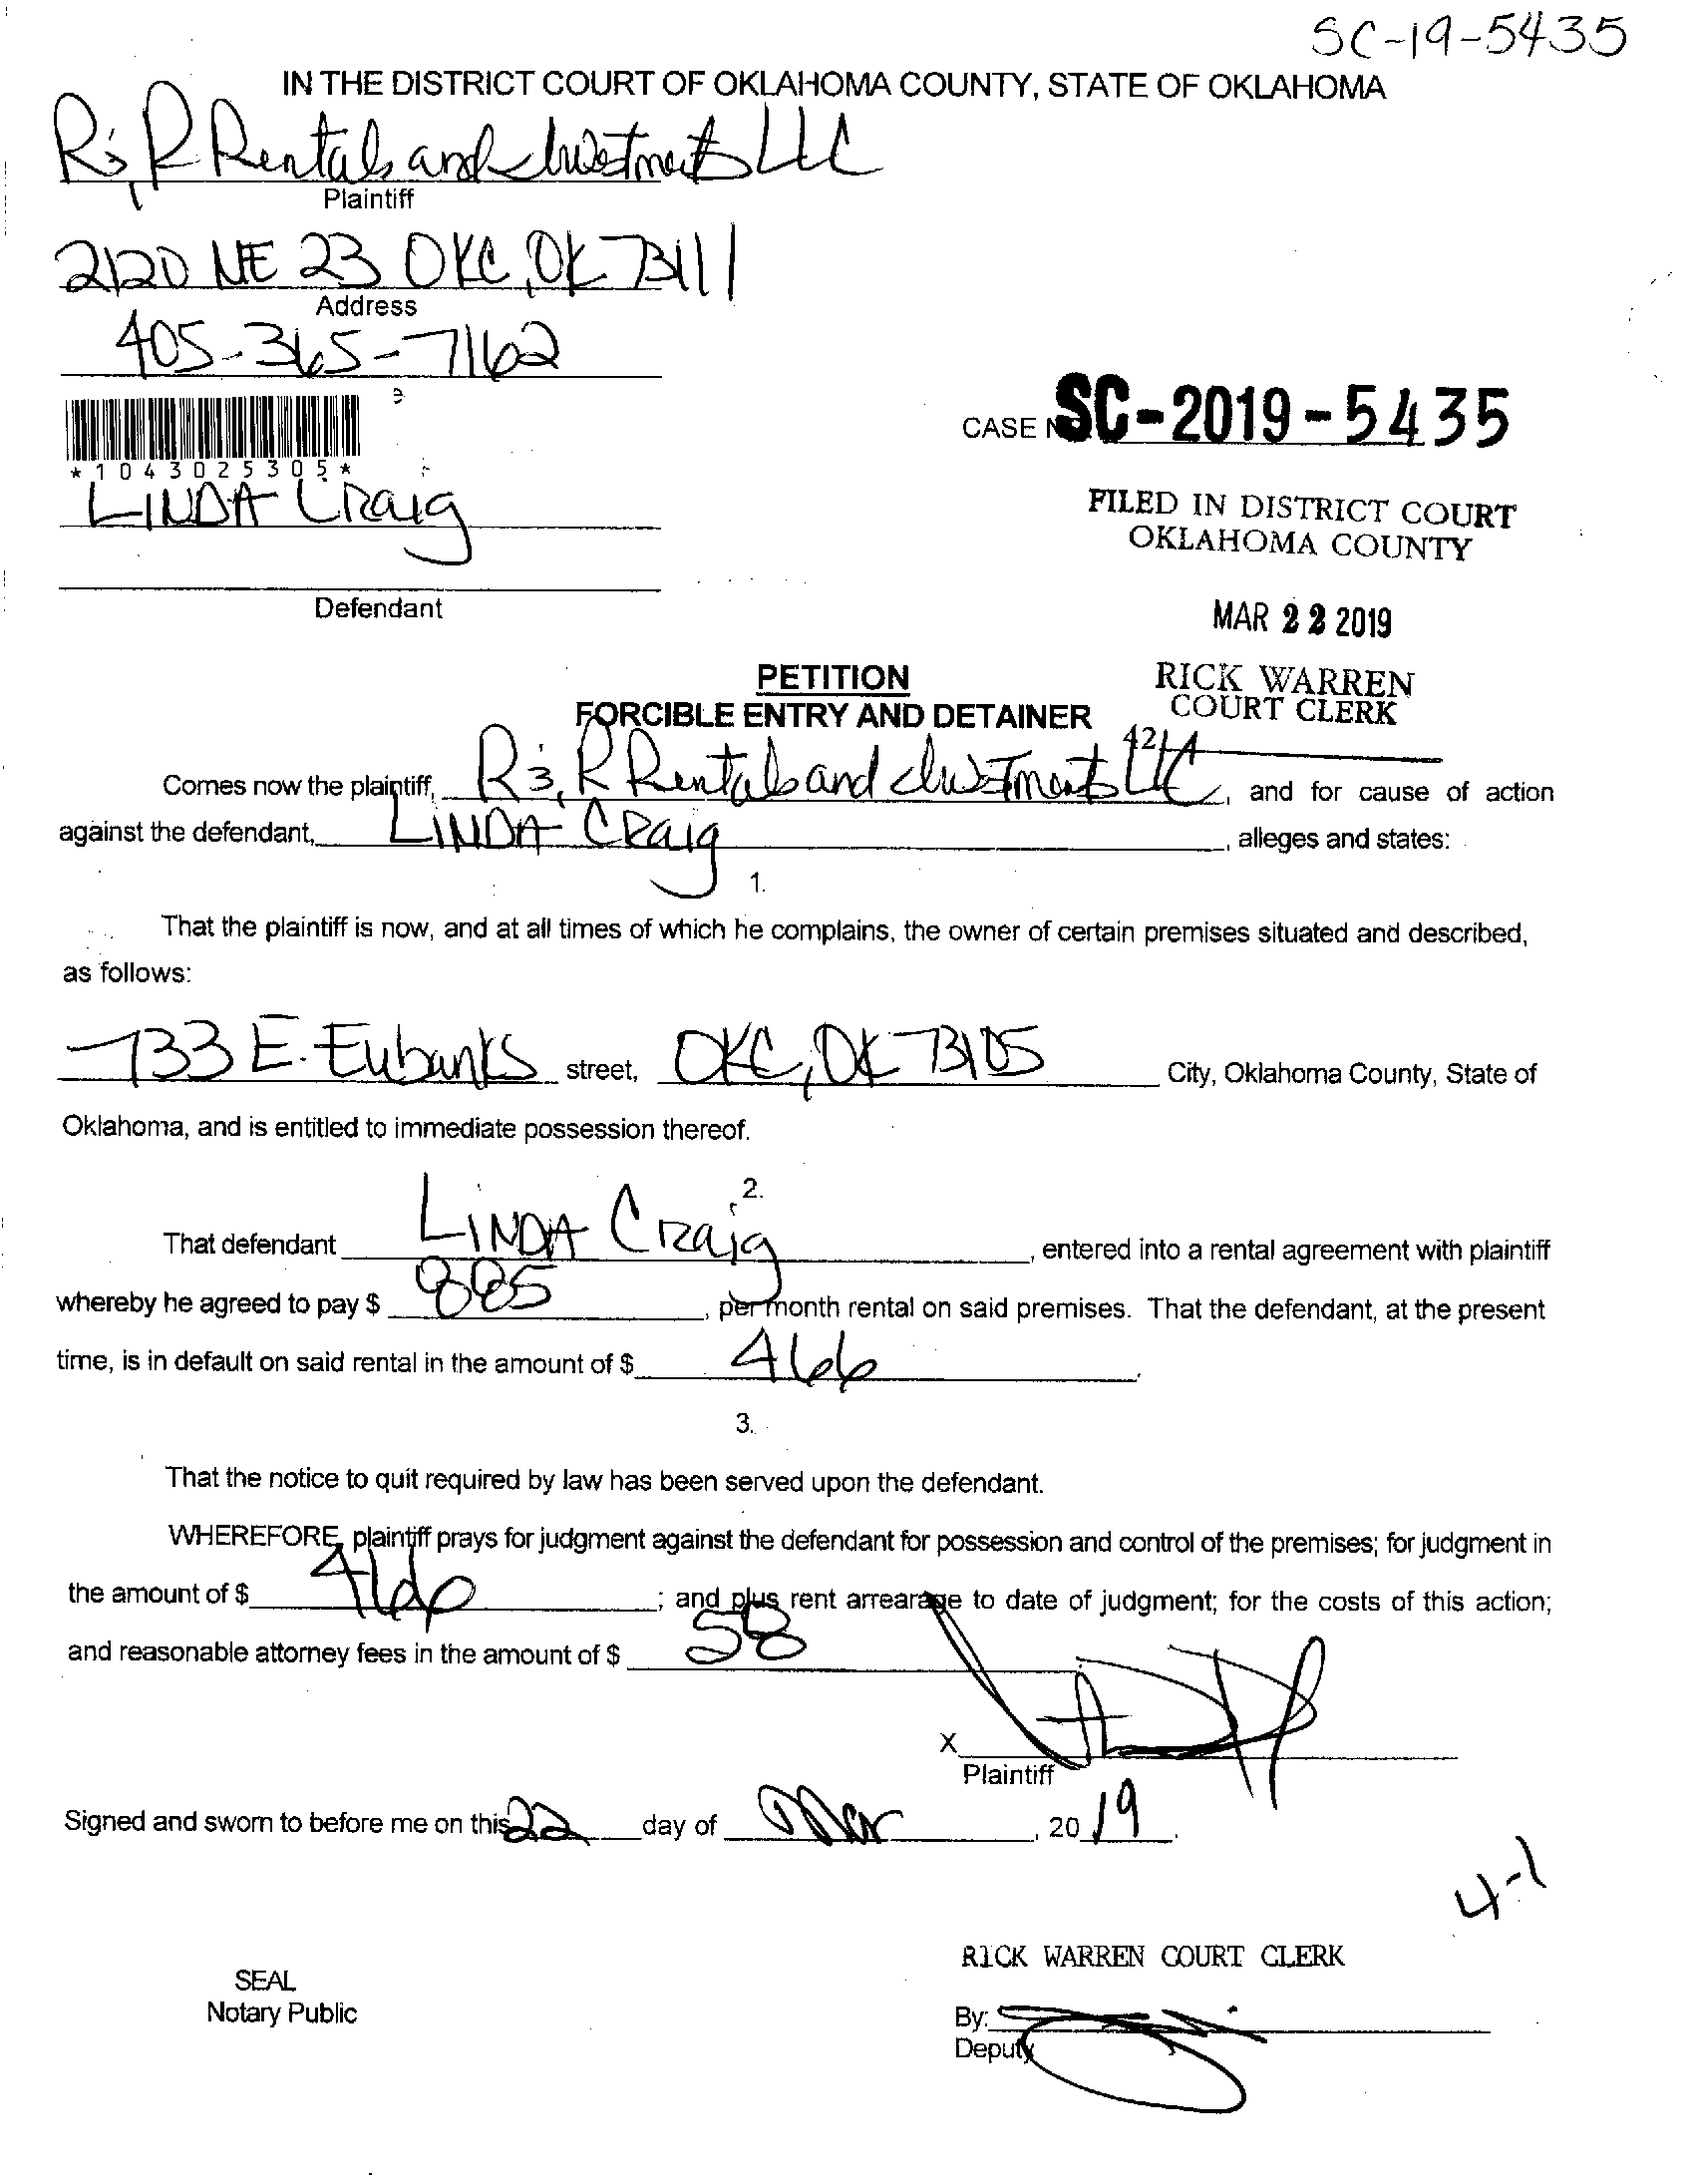 SC-19-5435
IN THE DISTRICT COURT OF OKLAHOMA COUNTY, STATE OF OKLAHOMA
R & R Rentals and Investments LLC
Plaintiff
2120 NE 23 OKC, OK 73111
Address
405-365-7162
*1043025305*
CASE N SC-2019-5435
LINDA CRaig
Defendant
FILED IN DISTRICT COURT
OKLAHOMA COUNTY
MAR 22 2019
RICK WARREN
COURT CLERK
42
PETITION
FORCIBLE ENTRY AND DETAINER
Comes now the plaintiff, R & R Rentals and Investments LLC, and for cause of action
against the defendant, LINDA CRaig, alleges and states:
1.
That the plaintiff is now, and at all times of which he complains, the owner of certain premises situated and described,
as follows:
733 E. Eubanks street, OKC, OK 73105 City, Oklahoma County, State of
Oklahoma, and is entitled to immediate possession thereof.
2.
That defendant LINDA CRaig, entered into a rental agreement with plaintiff
whereby he agreed to pay $ 885, per month rental on said premises. That the defendant, at the present
time, is in default on said rental in the amount of $ 466.
3.
That the notice to quit required by law has been served upon the defendant.
WHEREFORE, plaintiff prays for judgment against the defendant for possession and control of the premises; for judgment in
the amount of $ 466; and plus rent arrearage to date of judgment; for the costs of this action;
and reasonable attorney fees in the amount of $ 58
X
Plaintiff
Signed and sworn to before me on this 22 day of Mar, 2019.
4-1
RICK WARREN COURT CLERK
SEAL
Notary Public
By:
Deputy